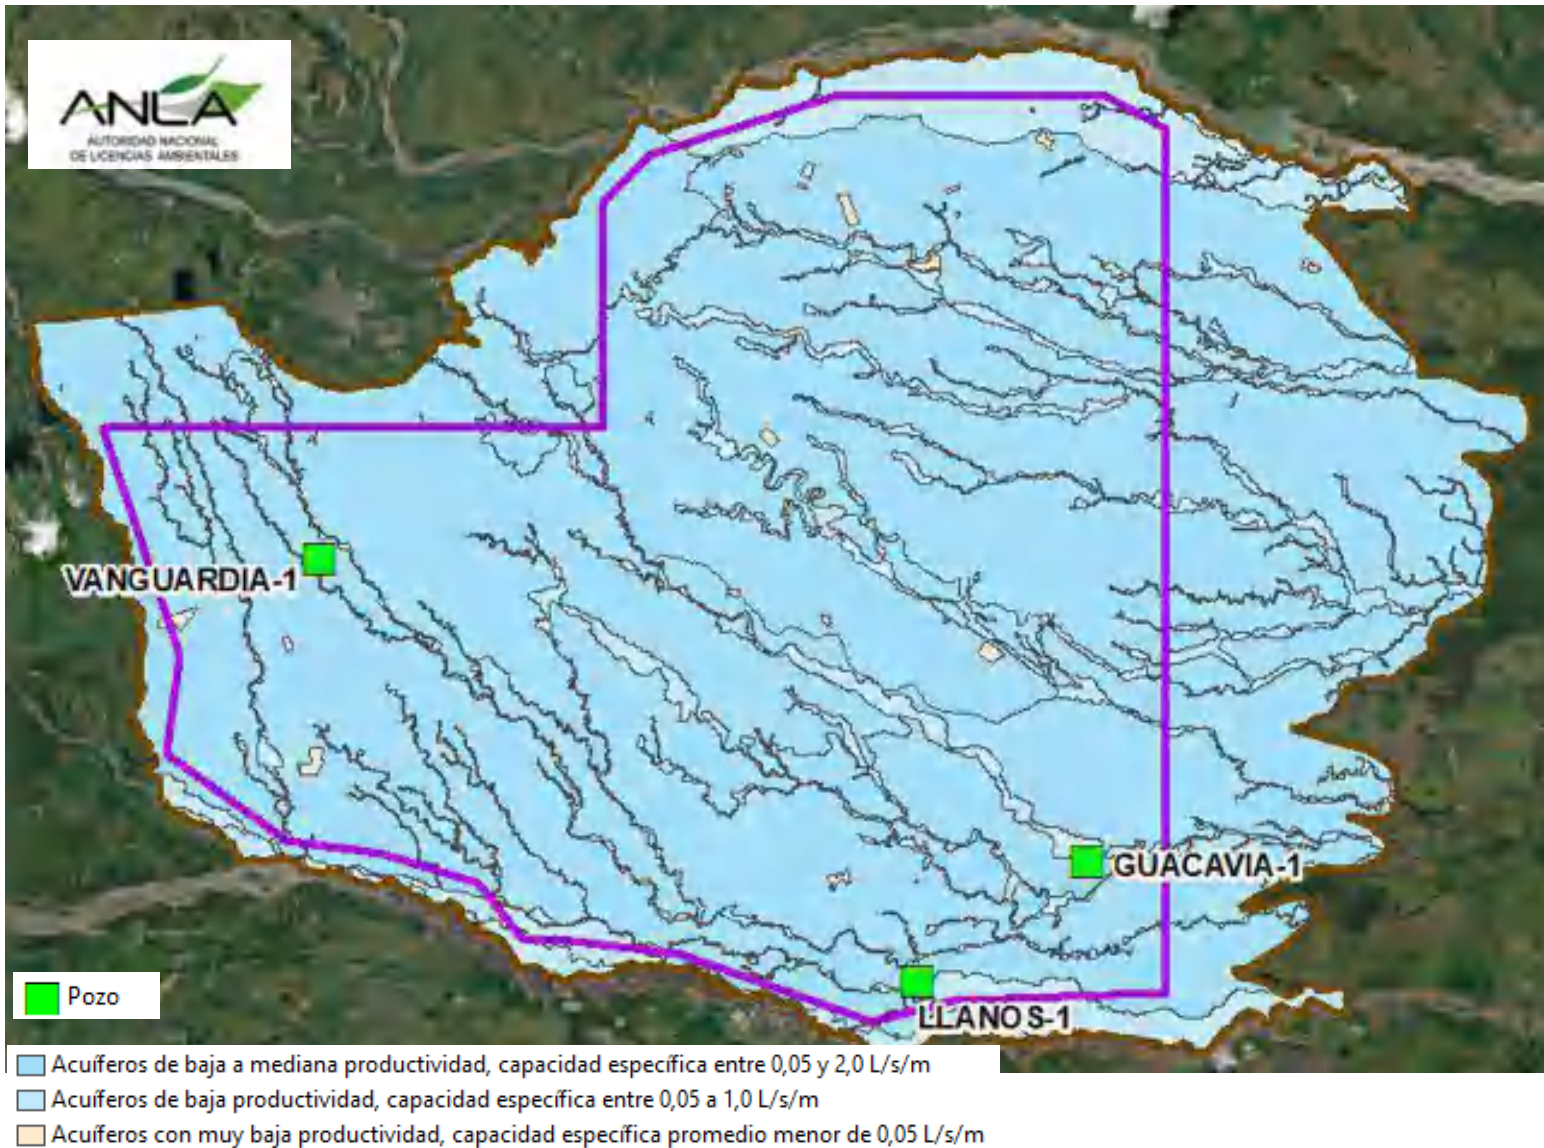 ANLA
AUTORIDAD NACIONAL
DE LICENCIAS AMBIENTALES
VANGUARDIA-1
GUACAVIA-1
LLANOS-1
Pozo
Acuíferos de baja a mediana productividad, capacidad específica entre 0,05 y 2,0 L/s/m
Acuíferos de baja productividad, capacidad específica entre 0,05 a 1,0 L/s/m
Acuíferos con muy baja productividad, capacidad específica promedio menor de 0,05 L/s/m